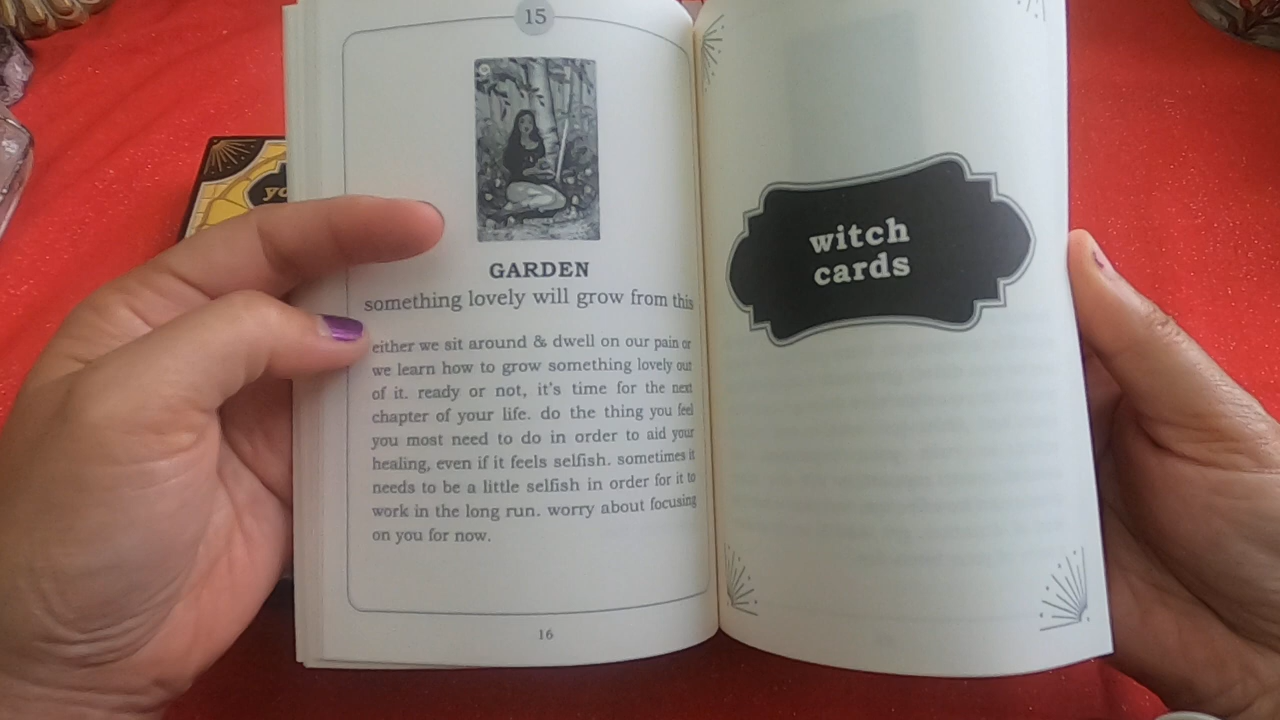 15
GARDEN
something lovely will grow from this
either we sit around & dwell on our pain or
we learn how to grow something lovely out
of it. ready or not, it's time for the next
chapter of your life. do the thing you feel
you most need to do in order to aid your
healing, even if it feels selfish. sometimes it
needs to be a little selfish in order for it to
work in the long run. worry about focusing
on you for now.
16
witch
cards